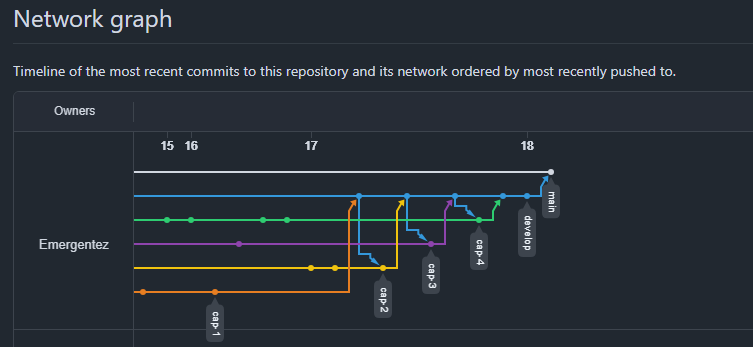 Network graph
Timeline of the most recent commits to this repository and its network ordered by most recently pushed to.
Owners
15 16 17 18
Emergentez
main
develop
cap-4
cap-3
cap-2
cap-1